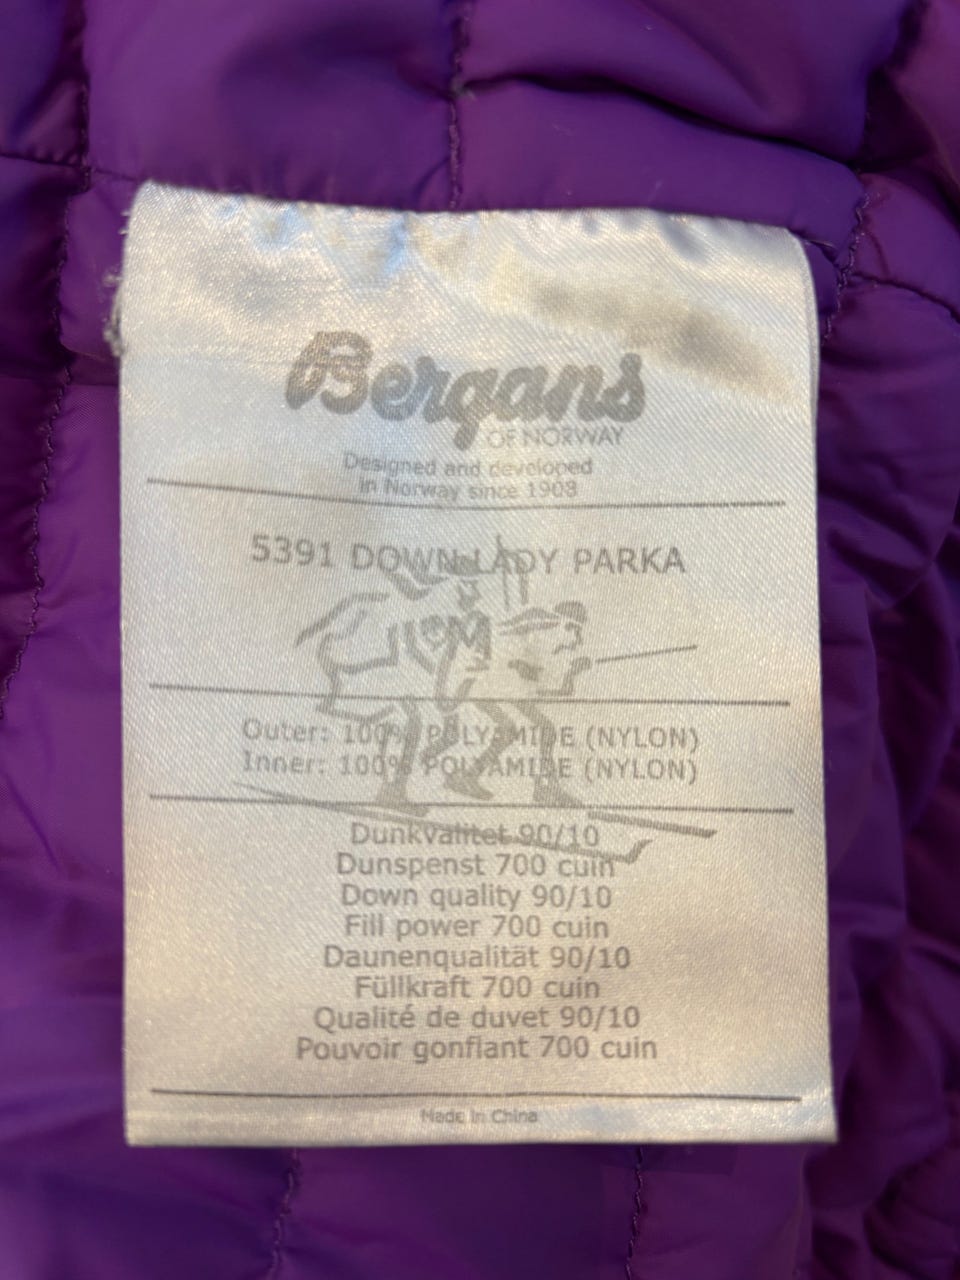 Bergans
OF NORWAY
Designed and developed
in Norway since 1908
5391 DOWN LADY PARKA
Outer: 100% POLYAMIDE (NYLON)
Inner: 100% POLYAMIDE (NYLON)
Dunkvalitet 90/10
Dunspenst 700 cuin
Down quality 90/10
Fill power 700 cuin
Daunenqualität 90/10
Füllkraft 700 cuin
Qualité de duvet 90/10
Pouvoir gonflant 700 cuin
Made in China